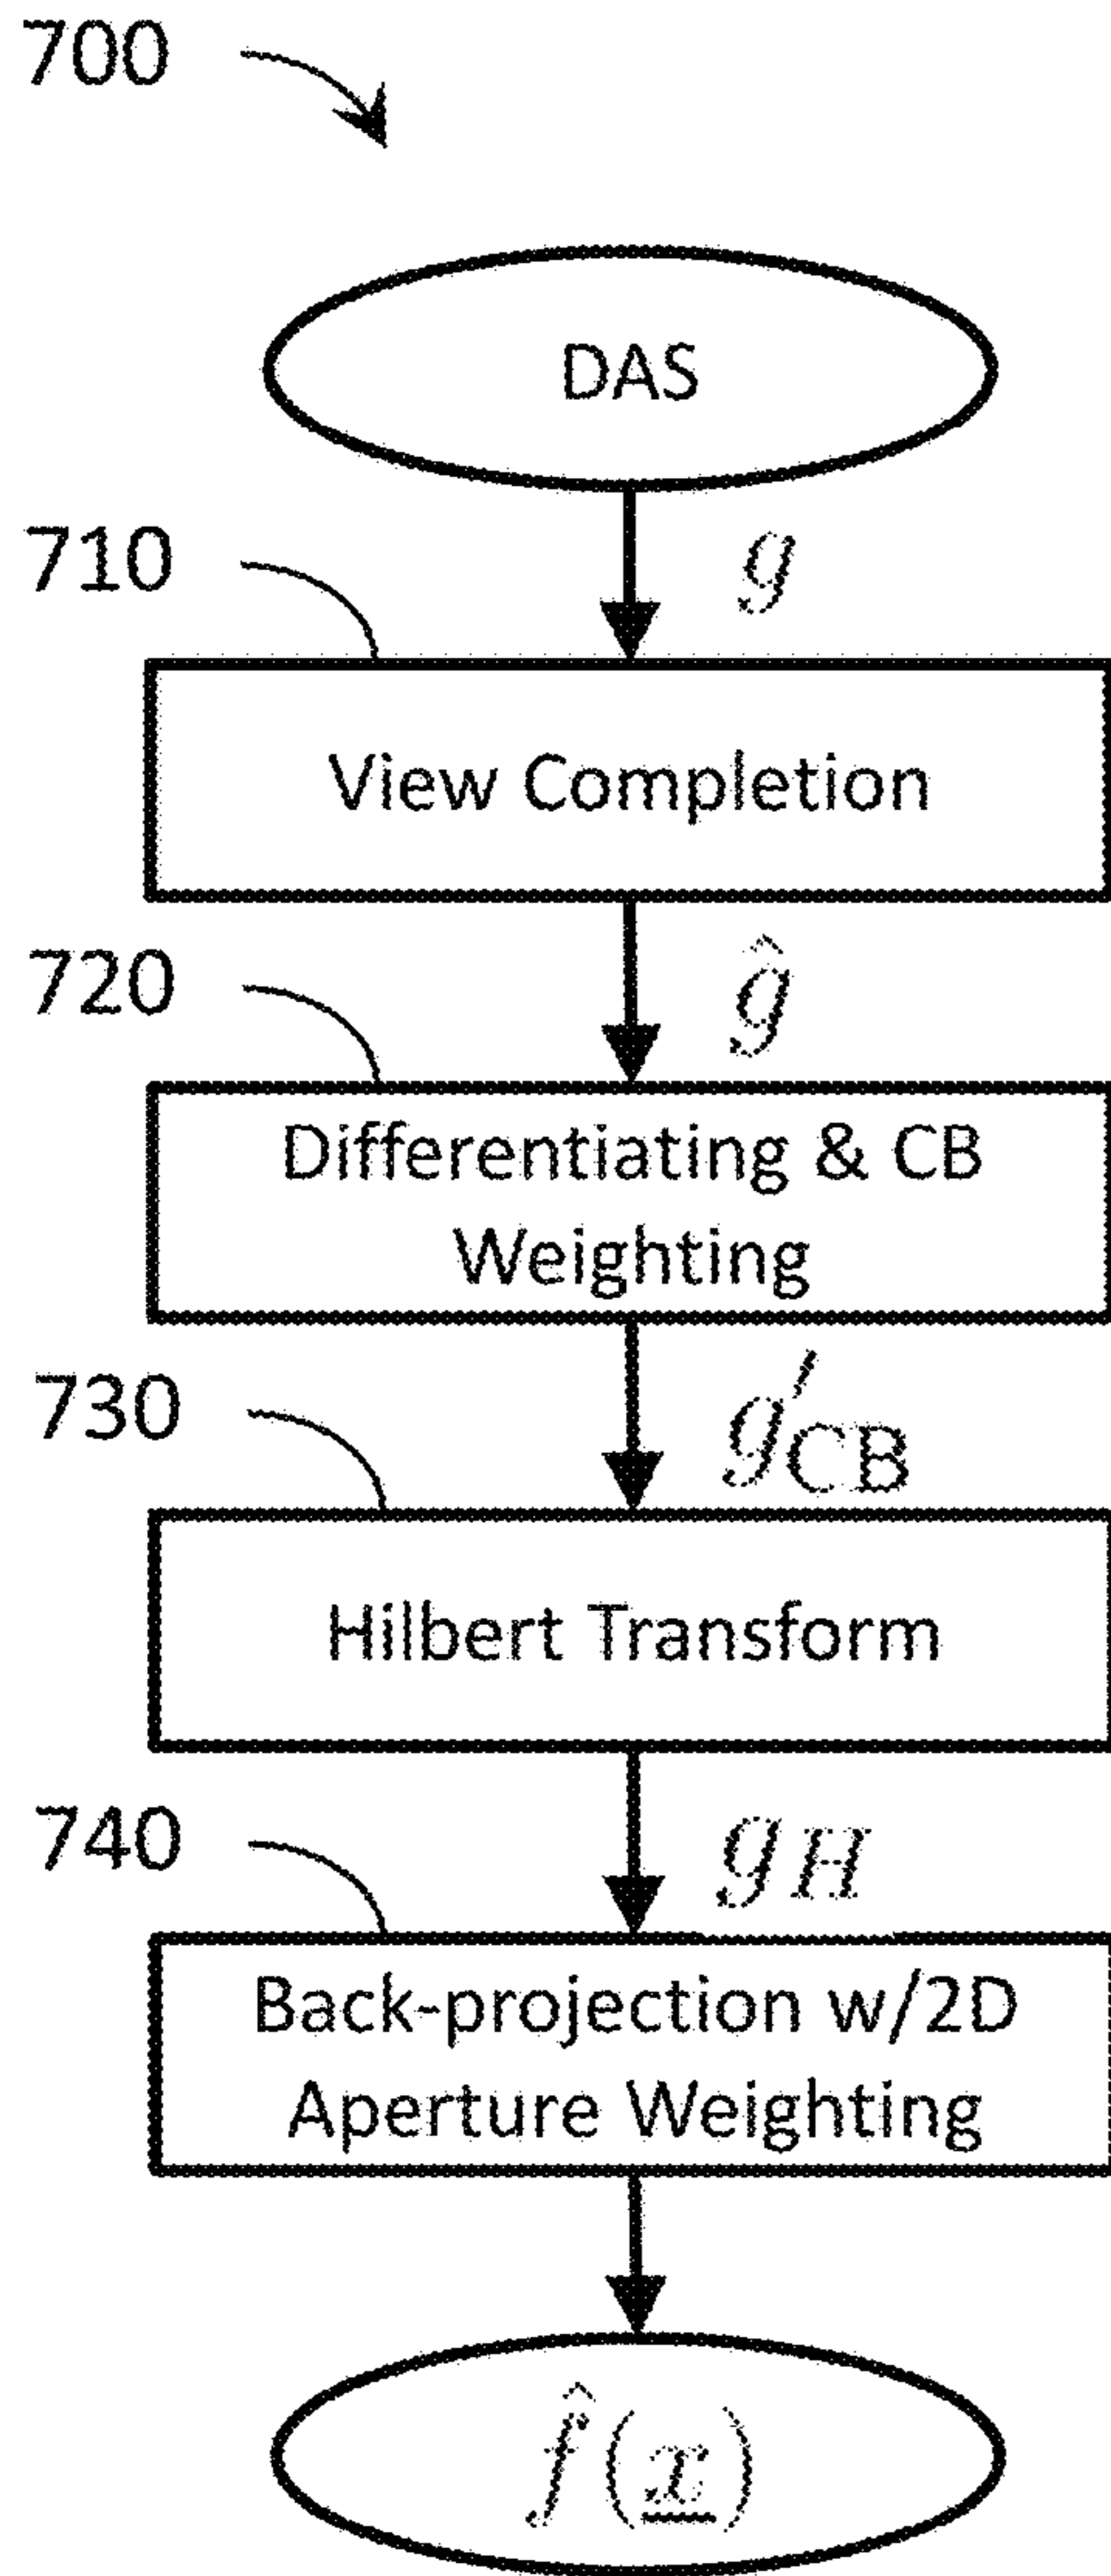 700
DAS
g
710
View Completion
ĝ
720
Differentiating & CB
Weighting
g′CB
730
Hilbert Transform
gH
740
Back-projection w/2D
Aperture Weighting
f̂(x̲)